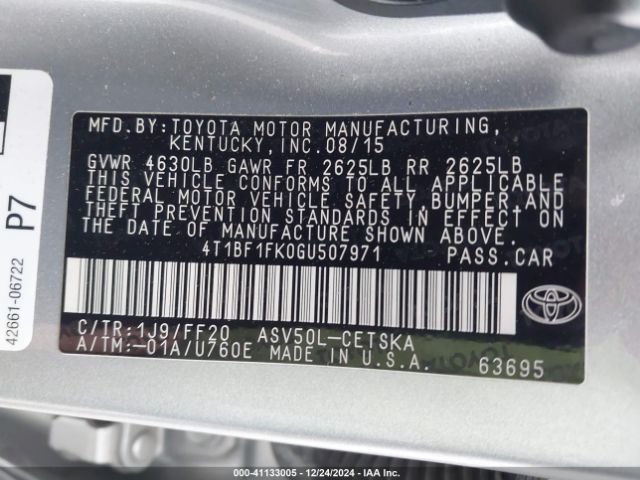 MFD.BY:TOYOTA MOTOR MANUFACTURING,
KENTUCKY,INC.08/15
GVWR 4630LB GAWR FR 2625LB RR 2625LB
THIS VEHICLE CONFORMS TO ALL APPLICABLE
FEDERAL MOTOR VEHICLE SAFETY,BUMPER,AND
THEFT PREVENTION STANDARDS IN EFFECT ON
THE DATE OF MANUFACTURE SHOWN ABOVE.
4T1BF1FK0GU507971 PASS.CAR
C/TR:1J9/FF20 ASV50L-CETSKA
A/TM:-01A/U760E MADE IN U.S.A. 63695
TOYOTA
42661-06722 P7
000-41133005 • 12/24/2024 • IAA Inc.